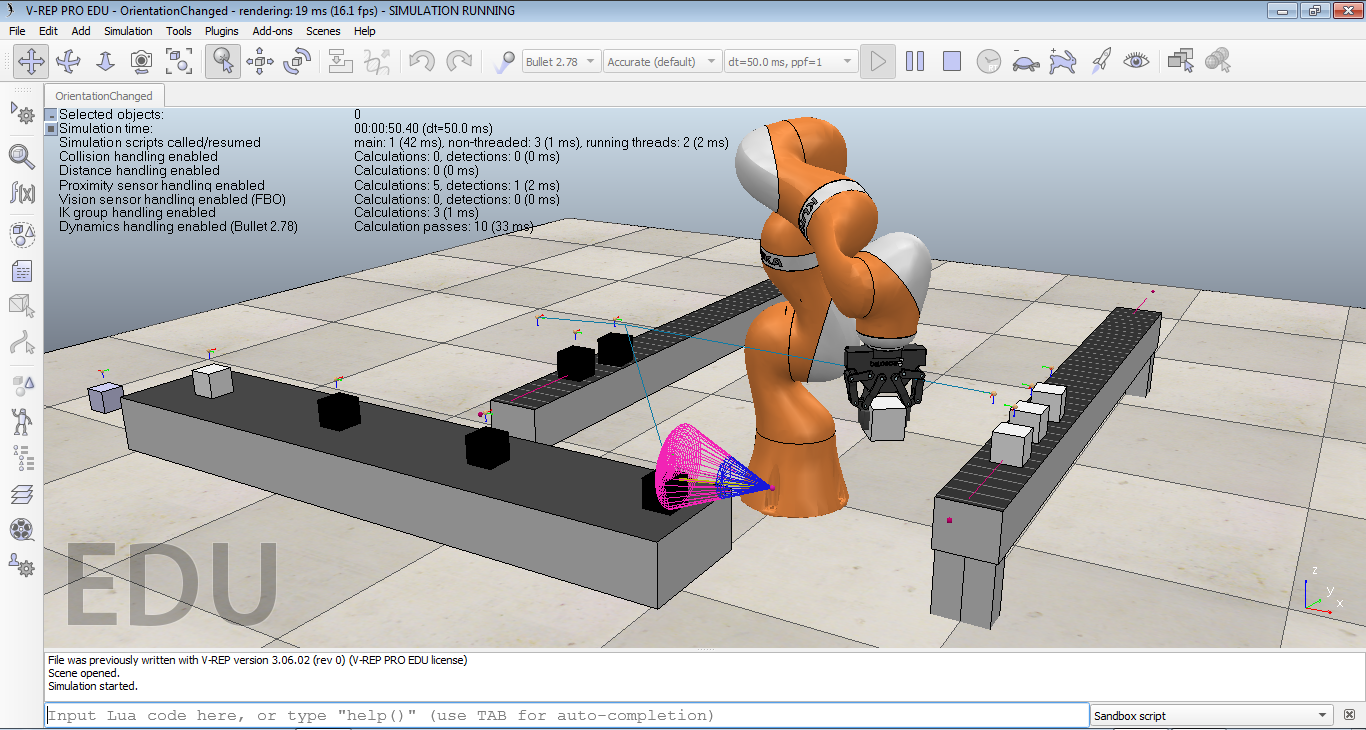 V-REP PRO EDU - OrientationChanged - rendering: 19 ms (16.1 fps) - SIMULATION RUNNING
File Edit Add Simulation Tools Plugins Add-ons Scenes Help
Bullet 2.78 Accurate (default) dt=50.0 ms, ppf=1
OrientationChanged
Selected objects: 0
Simulation time: 00:00:50.40 (dt=50.0 ms)
Simulation scripts called/resumed main: 1 (42 ms), non-threaded: 3 (1 ms), running threads: 2 (2 ms)
Collision handling enabled Calculations: 0, detections: 0 (0 ms)
Distance handling enabled Calculations: 0 (0 ms)
Proximity sensor handling enabled Calculations: 5, detections: 1 (2 ms)
Vision sensor handling enabled (FBO) Calculations: 0, detections: 0 (0 ms)
IK group handling enabled Calculations: 3 (1 ms)
Dynamics handling enabled (Bullet 2.78) Calculation passes: 10 (33 ms)
f(x)
EDU
z
y
x
File was previously written with V-REP version 3.06.02 (rev 0) (V-REP PRO EDU license)
Scene opened.
Simulation started.
Input Lua code here, or type "help()" (use TAB for auto-completion)
Sandbox script